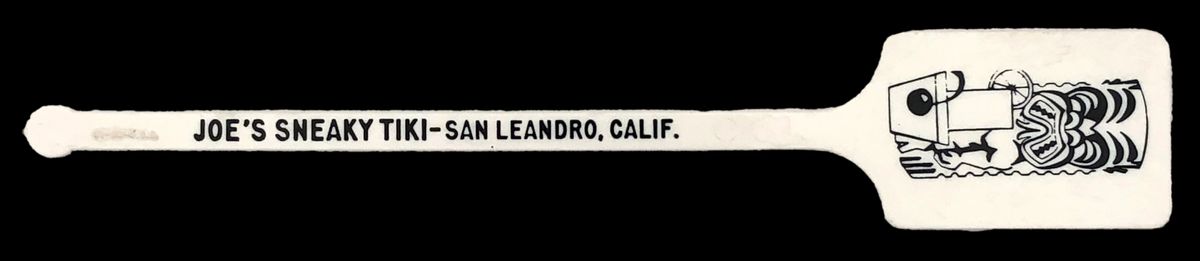 JOE'S SNEAKY TIKI-SAN LEANDRO, CALIF.